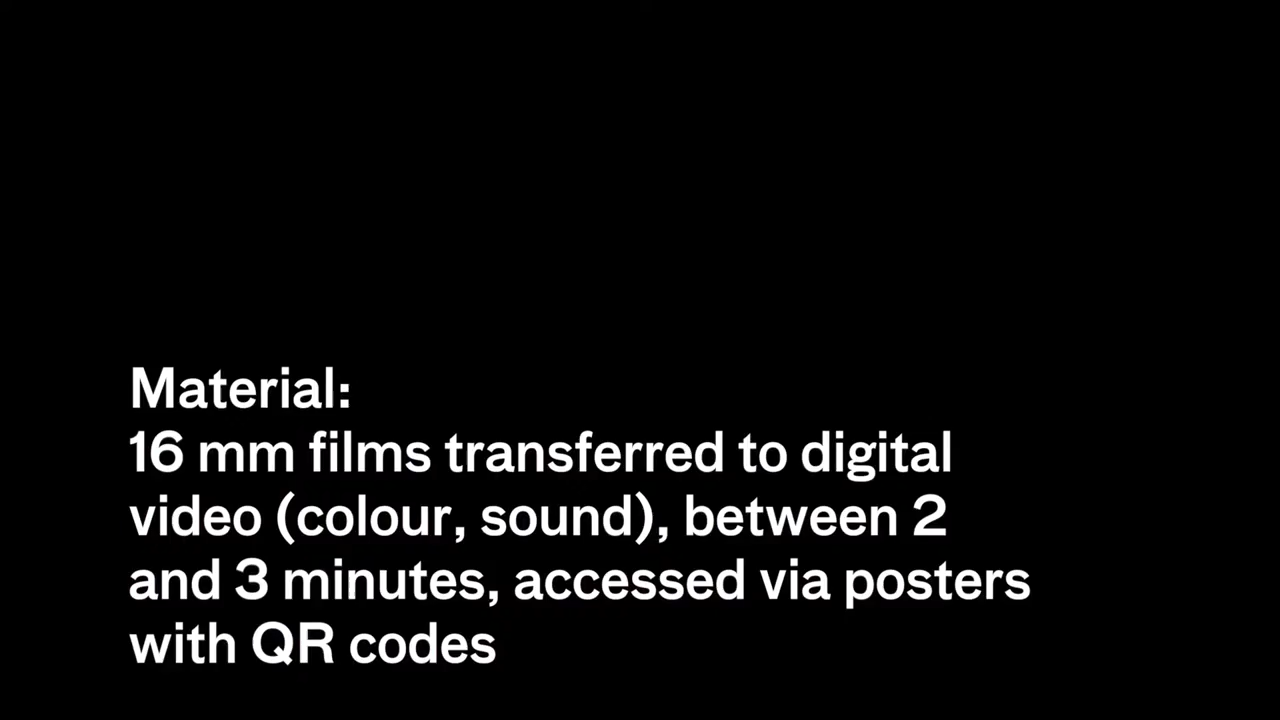 Material:
16 mm films transferred to digital
video (colour, sound), between 2
and 3 minutes, accessed via posters
with QR codes